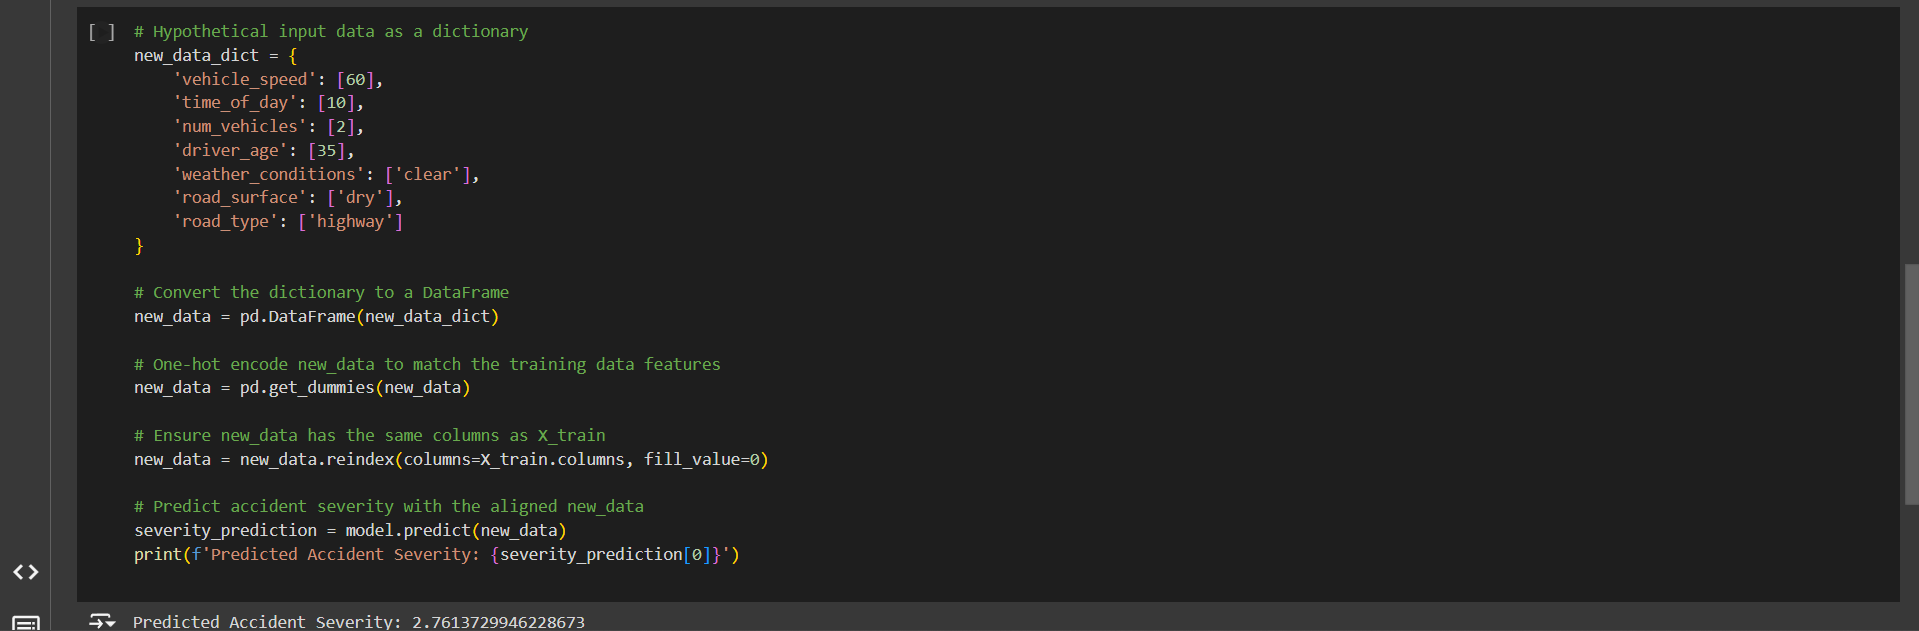 [ ] # Hypothetical input data as a dictionary
new_data_dict = {
    'vehicle_speed': [60],
    'time_of_day': [10],
    'num_vehicles': [2],
    'driver_age': [35],
    'weather_conditions': ['clear'],
    'road_surface': ['dry'],
    'road_type': ['highway']
}
# Convert the dictionary to a DataFrame
new_data = pd.DataFrame(new_data_dict)
# One-hot encode new_data to match the training data features
new_data = pd.get_dummies(new_data)
# Ensure new_data has the same columns as X_train
new_data = new_data.reindex(columns=X_train.columns, fill_value=0)
# Predict accident severity with the aligned new_data
severity_prediction = model.predict(new_data)
print(f'Predicted Accident Severity: {severity_prediction[0]}')
Predicted Accident Severity: 2.7613729946228673